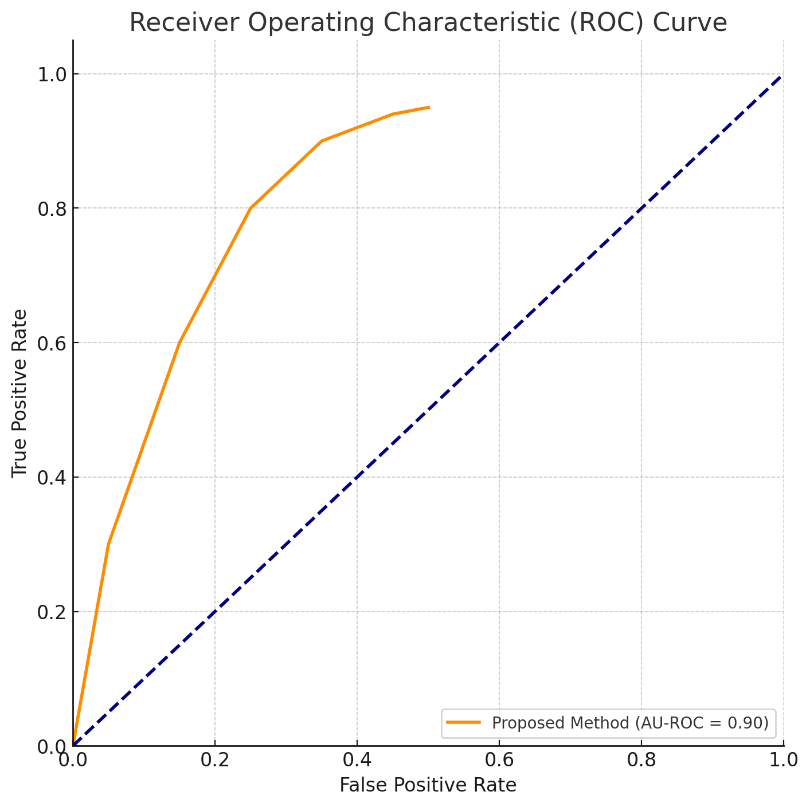 Receiver Operating Characteristic (ROC) Curve
True Positive Rate
1.0
0.8
0.6
0.4
0.2
0.0
0.0 0.2 0.4 0.6 0.8 1.0
False Positive Rate
Proposed Method (AU-ROC = 0.90)